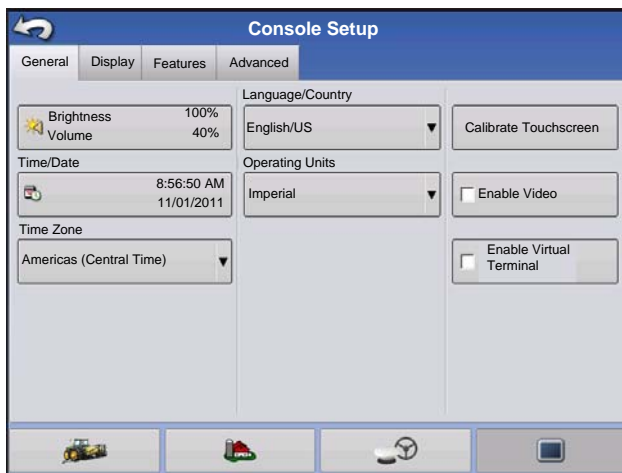 Console Setup
General Display Features Advanced
Brightness 100%
Volume 40%
Time/Date
8:56:50 AM
11/01/2011
Time Zone
Americas (Central Time)
Language/Country
English/US
Operating Units
Imperial
Calibrate Touchscreen
Enable Video
Enable Virtual
Terminal
OPEN